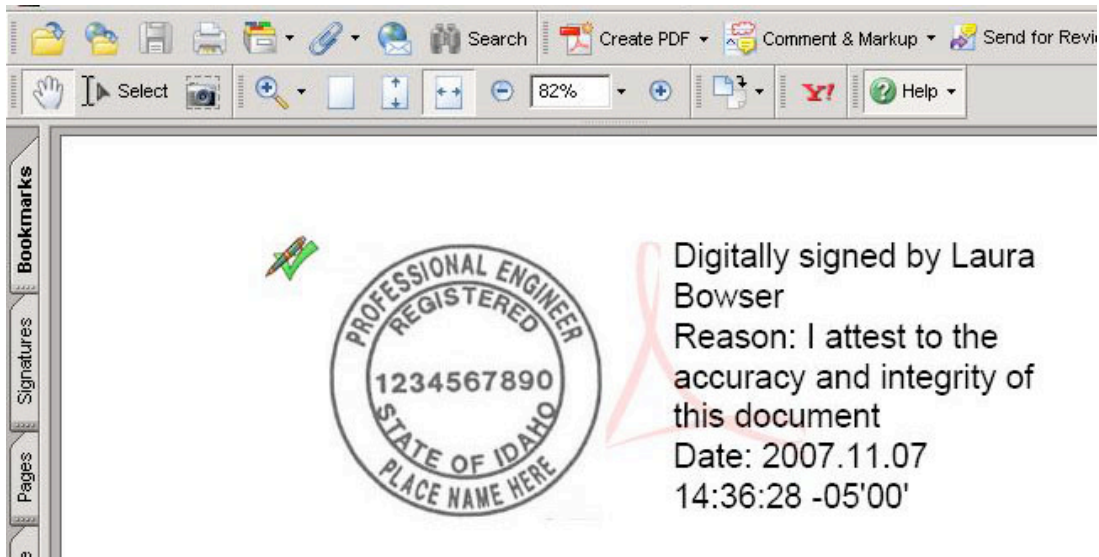 Search Create PDF Comment & Markup Send for Revi
Select 82% Y! Help
Bookmarks
Signatures
Pages
PROFESSIONAL ENGINEER
REGISTERED
1234567890
STATE OF IDAHO
PLACE NAME HERE
Digitally signed by Laura
Bowser
Reason: I attest to the
accuracy and integrity of
this document
Date: 2007.11.07
14:36:28 -05'00'